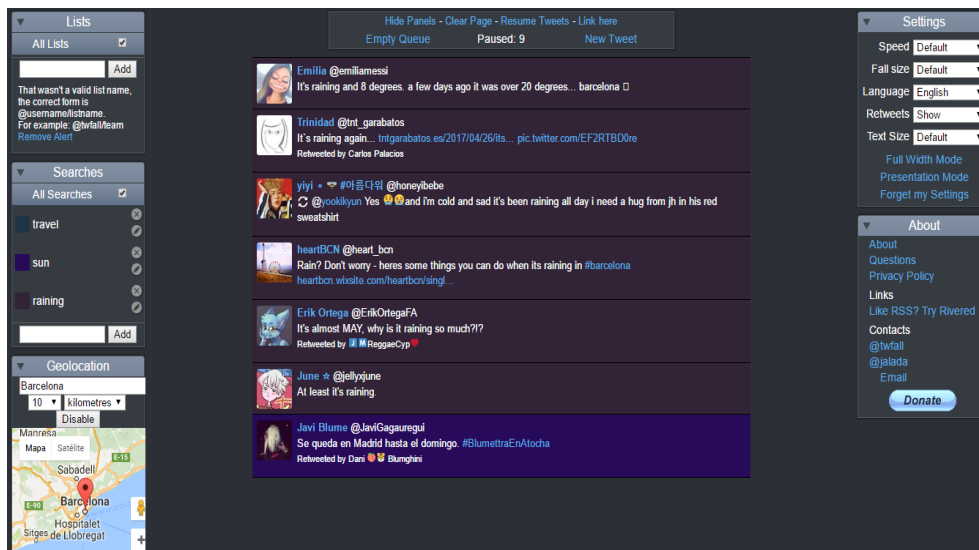 Lists
All Lists
Add
That wasn't a valid list name,
the correct form is
@username/listname.
For example: @twfall/team
Remove Alert
Searches
All Searches
travel
sun
raining
Add
Geolocation
Barcelona
10 kilometres
Disable
Manresa
Mapa Satélite
E-15
Sabadell
E-90
Barcelona
Hospitalet
Sitges de Llobregat
Hide Panels - Clear Page - Resume Tweets - Link here
Empty Queue Paused: 9 New Tweet
Emilia @emiliamessi
It's raining and 8 degrees. a few days ago it was over 20 degrees... barcelona
Trinidad @tnt_garabatos
It`s raining again... tntgarabatos.es/2017/04/26/its... pic.twitter.com/EF2RTBD0re
Retweeted by Carlos Palacios
yiyi #아름다워 @honeyibebe
@yookikyun Yes 😢😢and i'm cold and sad it's been raining all day i need a hug from jh in his red
sweatshirt
heartBCN @heart_bcn
Rain? Don't worry - heres some things you can do when its raining in #barcelona
heartbcn.wixsite.com/heartbcn/singl...
Erik Ortega @ErikOrtegaFA
It's almost MAY, why is it raining so much?!?
Retweeted by J M ReggaeCyp
June ☆ @jellyxjune
At least it's raining.
Javi Blume @JaviGagauregui
Se queda en Madrid hasta el domingo. #BlumettraEnAtocha
Retweeted by Dani Blumghini
Settings
Speed Default
Fall size Default
Language English
Retweets Show
Text Size Default
Full Width Mode
Presentation Mode
Forget my Settings
About
About
Questions
Privacy Policy
Links
Like RSS? Try Rivered
Contacts
@twfall
@jalada
Email
Donate